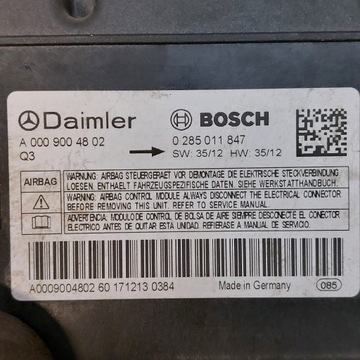 Daimler BOSCH
A 000 900 48 02 0 285 011 847
Q3 SW: 35/12 HW: 35/12
AIRBAG
WARNUNG: AIRBAG STEUERGERAET VOR DEMONTAGE DIE ELEKTRISCHE STECKVERBINDUNG
LOESEN. ENTHAELT FAHRZEUGSPEZIFISCHE DATEN. SIEHE WERKSTATTHANDBUCH.
WARNING: AIRBAG CONTROL MODULE ALWAYS DISCONNECT THE ELECTRICAL CONNECTOR
BEFORE REMOVING THIS UNIT. REFER TO WORKSHOP MANUAL.
ADVERTENCIA: MODULO DE CONTROL DE BOLSA DE AIRE SIEMPRE DESCONECTE EL CONECTOR
ELECTRICO ANTES DE QUITAR ESTA UNIDAD REFIERASE A MANUAL DE SERVICIO.
A0009004802 60 171213 0384 Made in Germany 085